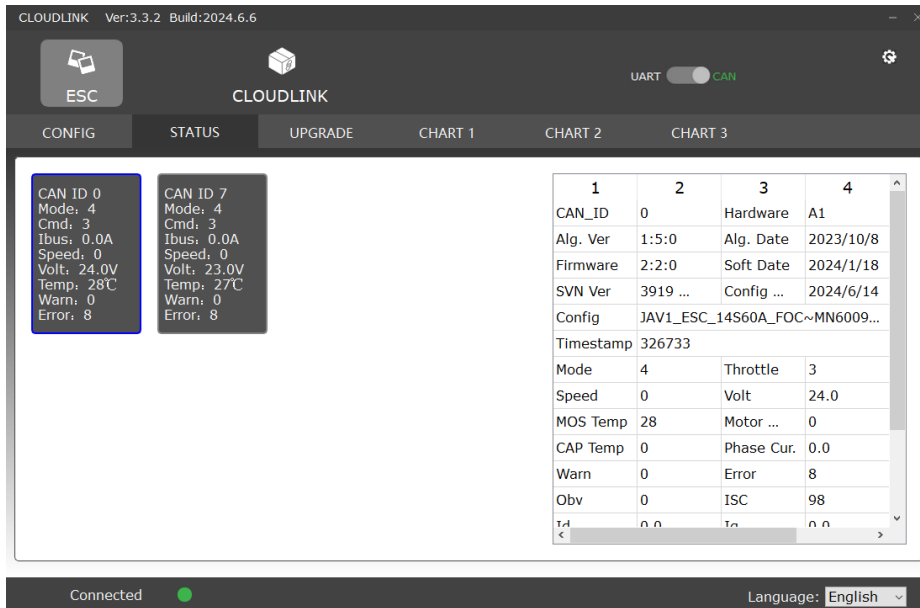 CLOUDLINK Ver:3.3.2 Build:2024.6.6
ESC
CLOUDLINK
UART CAN
CONFIG STATUS UPGRADE CHART 1 CHART 2 CHART 3
CAN ID 0
Mode: 4
Cmd: 3
Ibus: 0.0A
Speed: 0
Volt: 24.0V
Temp: 28℃
Warn: 0
Error: 8
CAN ID 7
Mode: 4
Cmd: 3
Ibus: 0.0A
Speed: 0
Volt: 23.0V
Temp: 27℃
Warn: 0
Error: 8
1 2 3 4
CAN_ID 0 Hardware A1
Alg. Ver 1:5:0 Alg. Date 2023/10/8
Firmware 2:2:0 Soft Date 2024/1/18
SVN Ver 3919 ... Config ... 2024/6/14
Config JAV1_ESC_14S60A_FOC~MN6009...
Timestamp 326733
Mode 4 Throttle 3
Speed 0 Volt 24.0
MOS Temp 28 Motor ... 0
CAP Temp 0 Phase Cur. 0.0
Warn 0 Error 8
Obv 0 ISC 98
Id 0.0 Iq 0.0
Connected
Language: English